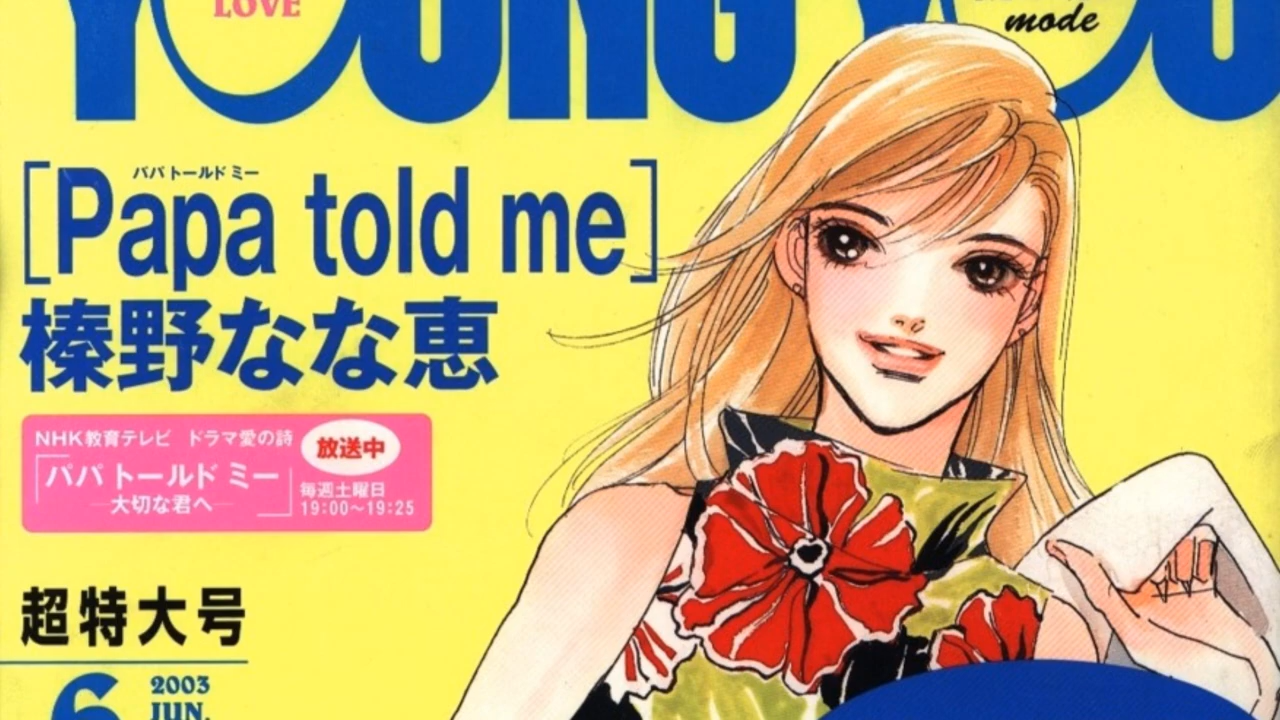 LOVE
YOUNG YOU
mode
パパ トールド ミー
[Papa told me]
榛野なな恵
NHK教育テレビ ドラマ愛の詩
放送中
「パパ トールド ミー
―大切な君へ―」
毎週土曜日
19:00〜19:25
超特大号
6
2003
JUN.